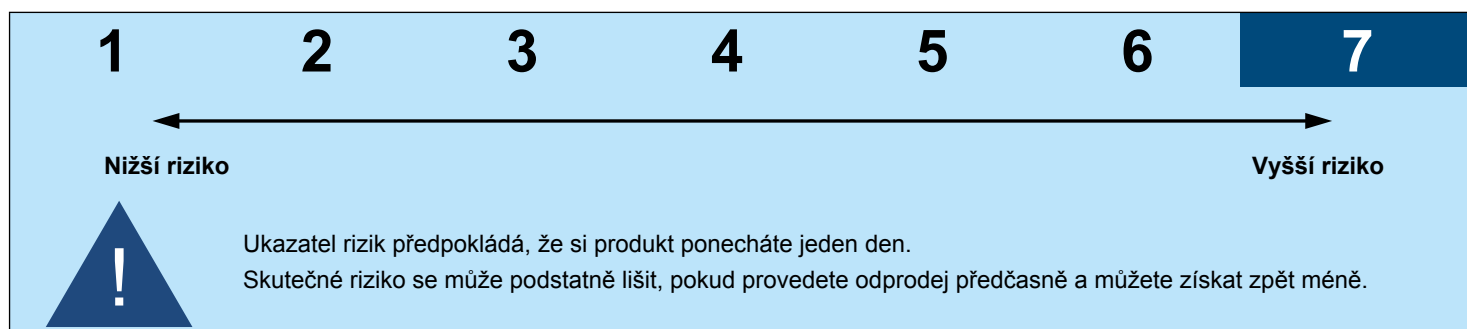 1 2 3 4 5 6 7
Nižší riziko Vyšší riziko
!
Ukazatel rizik předpokládá, že si produkt ponecháte jeden den.
Skutečné riziko se může podstatně lišit, pokud provedete odprodej předčasně a můžete získat zpět méně.